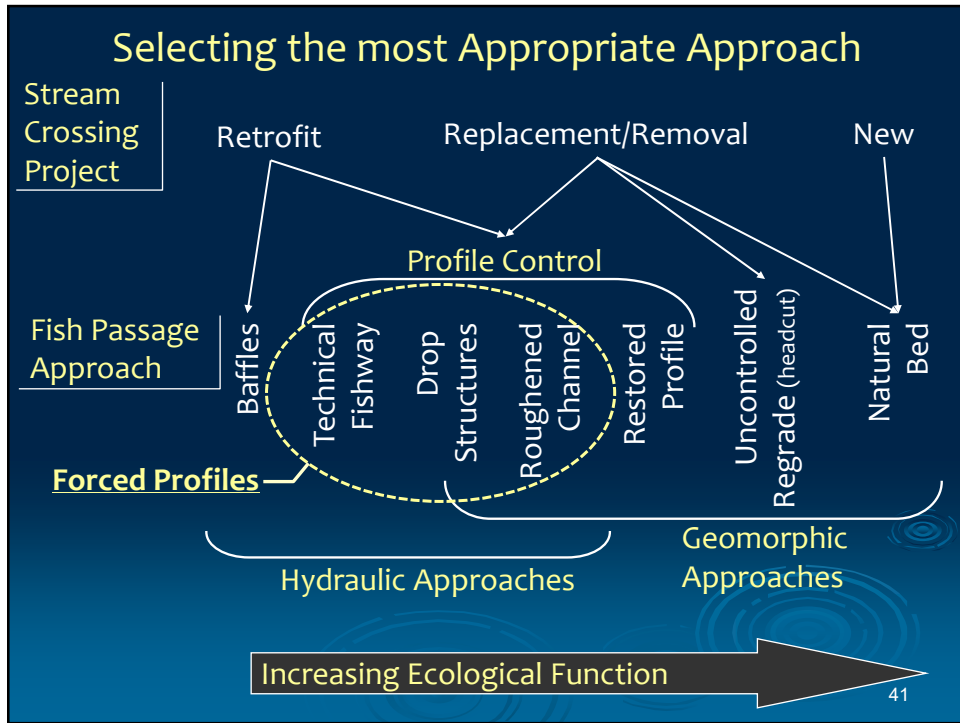 Selecting the most Appropriate Approach
Stream
Crossing
Project
Retrofit
Replacement/Removal
New
Profile Control
Fish Passage
Approach
Baffles
Technical
Fishway
Drop
Structures
Roughened
Channel
Restored
Profile
Uncontrolled
Regrade (headcut)
Natural
Bed
Forced Profiles
Hydraulic Approaches
Geomorphic
Approaches
Increasing Ecological Function
41